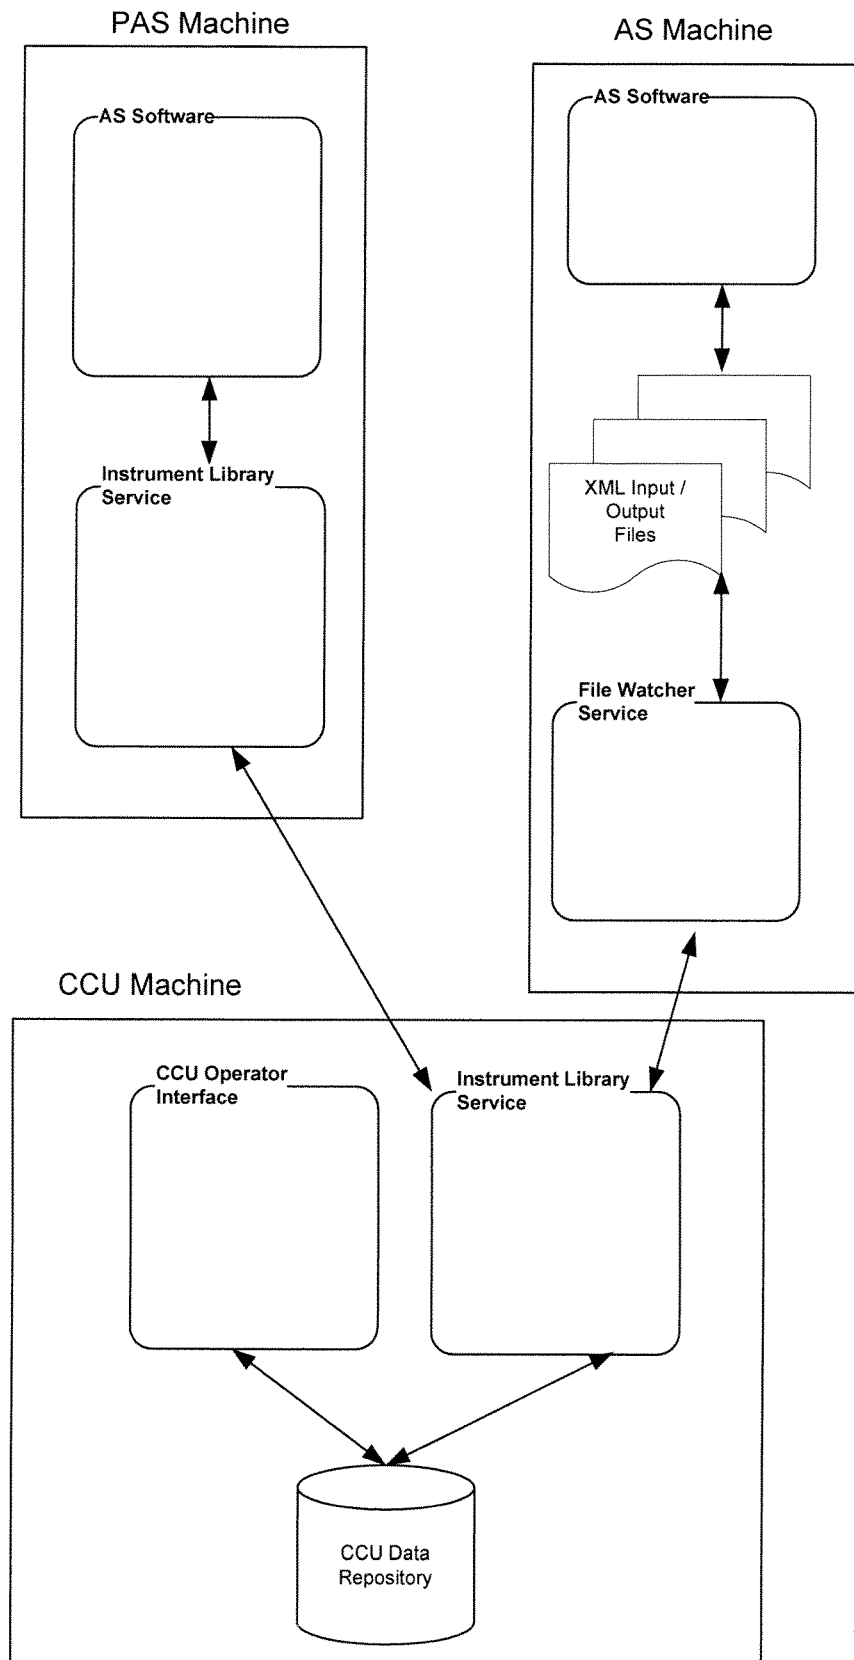 PAS Machine
AS Machine
AS Software
AS Software
Instrument Library
Service
XML Input /
Output
Files
File Watcher
Service
CCU Machine
CCU Operator
Interface
Instrument Library
Service
CCU Data
Repository